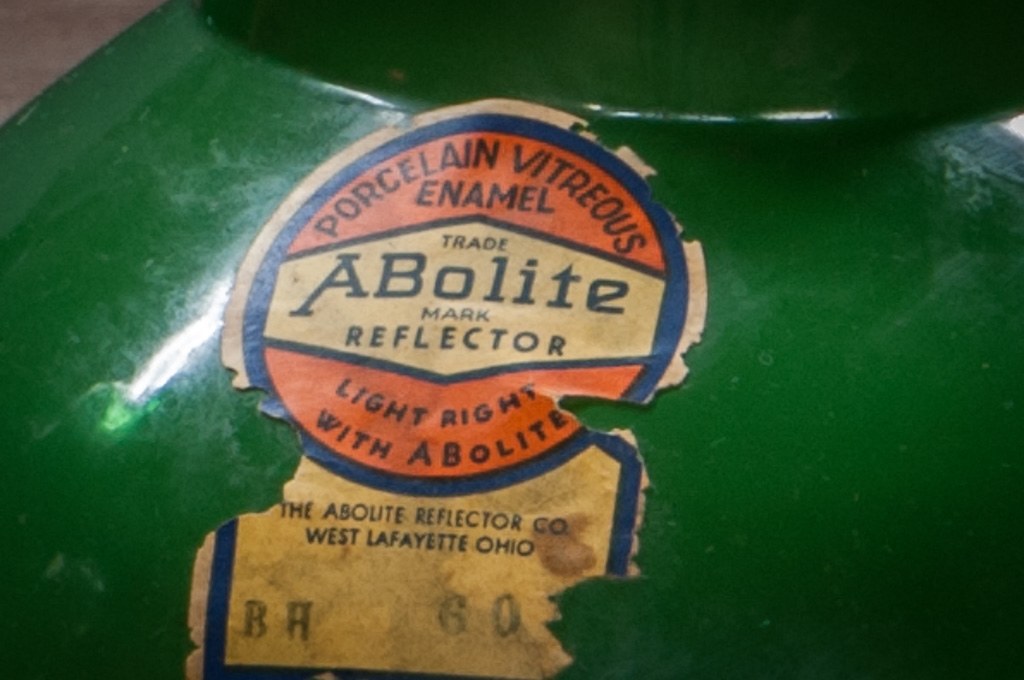 PORCELAIN VITREOUS
ENAMEL
TRADE
ABolite
MARK
REFLECTOR
LIGHT RIGHT
WITH ABOLITE
THE ABOLITE REFLECTOR CO.
WEST LAFAYETTE OHIO
BH 60